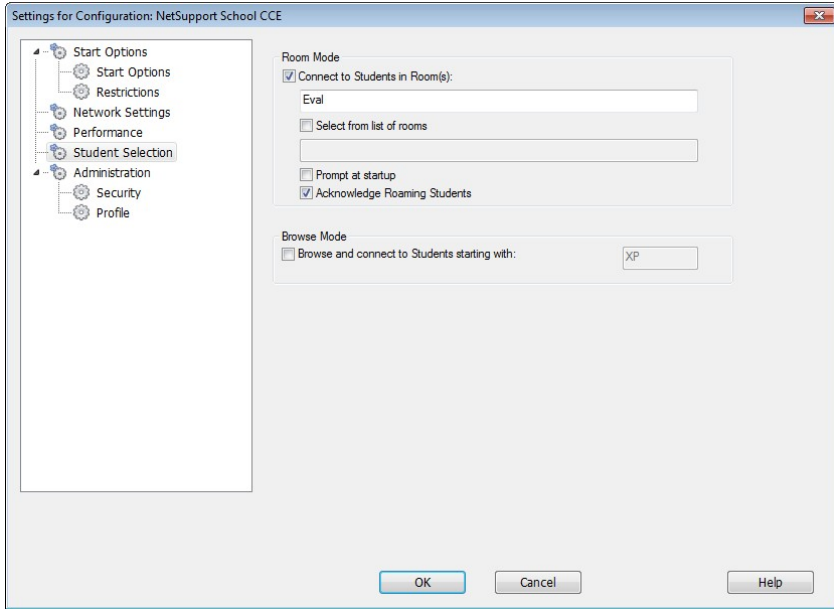 Settings for Configuration: NetSupport School CCE
Start Options
Start Options
Restrictions
Network Settings
Performance
Student Selection
Administration
Security
Profile
Room Mode
Connect to Students in Room(s):
Eval
Select from list of rooms
Prompt at startup
Acknowledge Roaming Students
Browse Mode
Browse and connect to Students starting with:
XP
OK
Cancel
Help